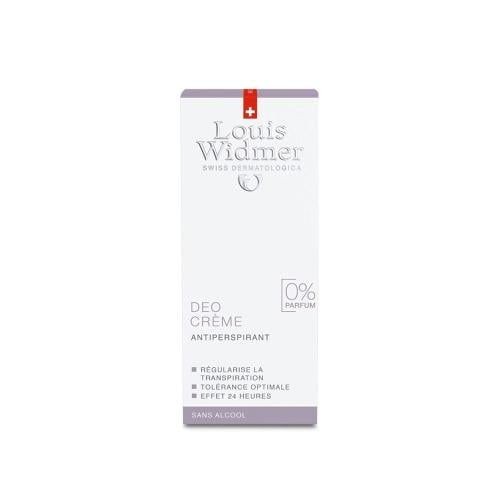 Louis
Widmer
SWISS DERMATOLOGICA
0%
PARFUM
DEO
CRÈME
ANTIPERSPIRANT
RÉGULARISE LA
TRANSPIRATION
TOLÉRANCE OPTIMALE
EFFET 24 HEURES
SANS ALCOOL